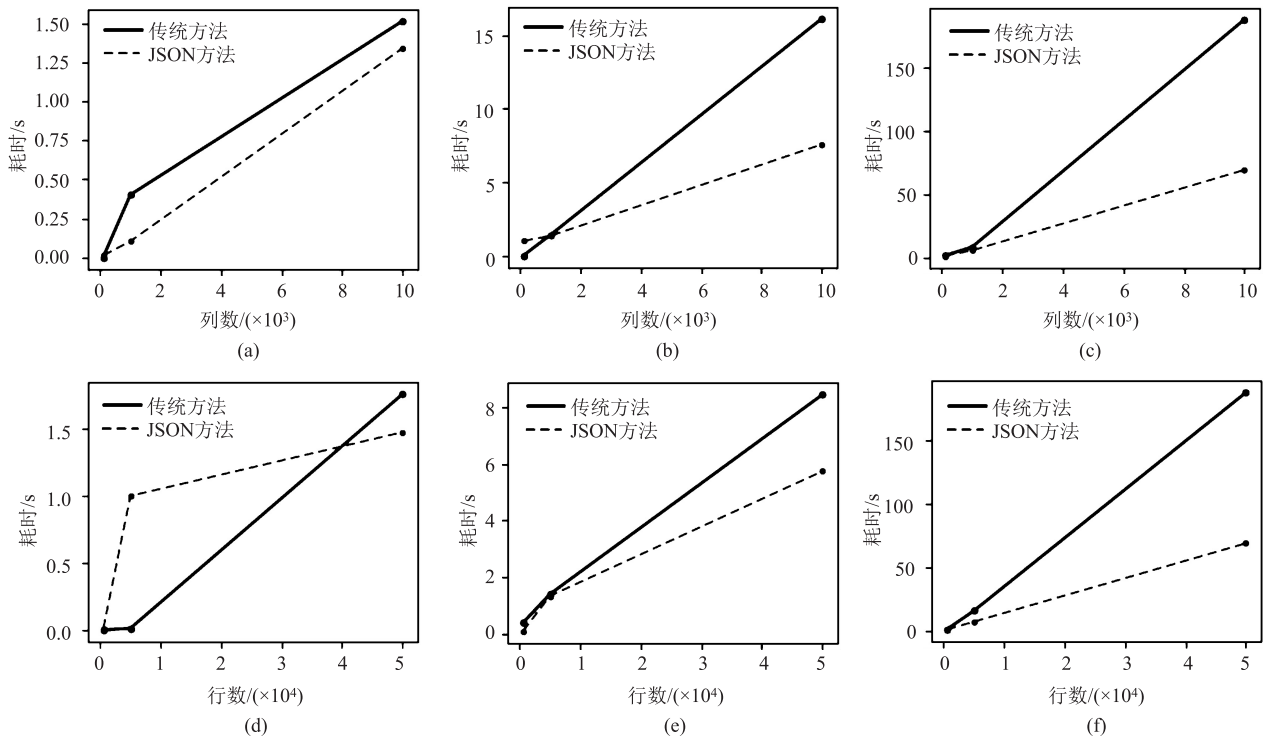 传统方法
JSON方法
1.50
1.25
1.00
0.75
0.50
0.25
0.00
耗时/s
0 2 4 6 8 10
列数/(×10³)
(a)
传统方法
JSON方法
15
10
5
0
耗时/s
0 2 4 6 8 10
列数/(×10³)
(b)
传统方法
JSON方法
150
100
50
0
耗时/s
0 2 4 6 8 10
列数/(×10³)
(c)
传统方法
JSON方法
1.5
1.0
0.5
0.0
耗时/s
0 1 2 3 4 5
行数/(×10⁴)
(d)
传统方法
JSON方法
8
6
4
2
0
耗时/s
0 1 2 3 4 5
行数/(×10⁴)
(e)
传统方法
JSON方法
150
100
50
0
耗时/s
0 1 2 3 4 5
行数/(×10⁴)
(f)